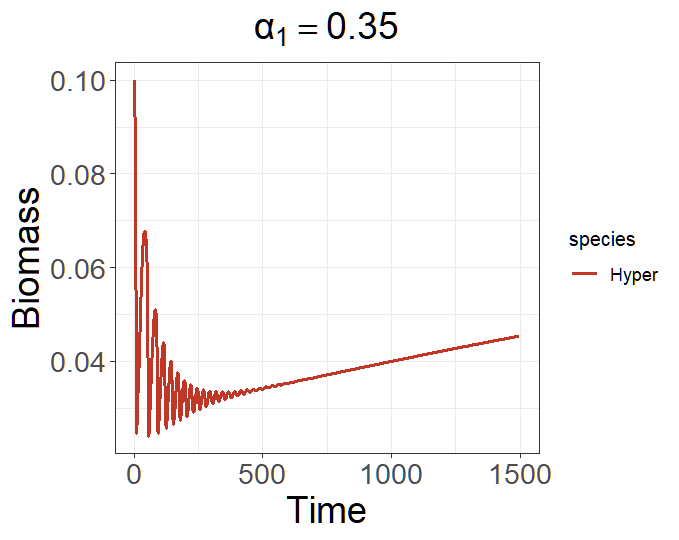 α₁ = 0.35
Biomass
0.10
0.08
0.06
0.04
0 500 1000 1500
Time
species
Hyper